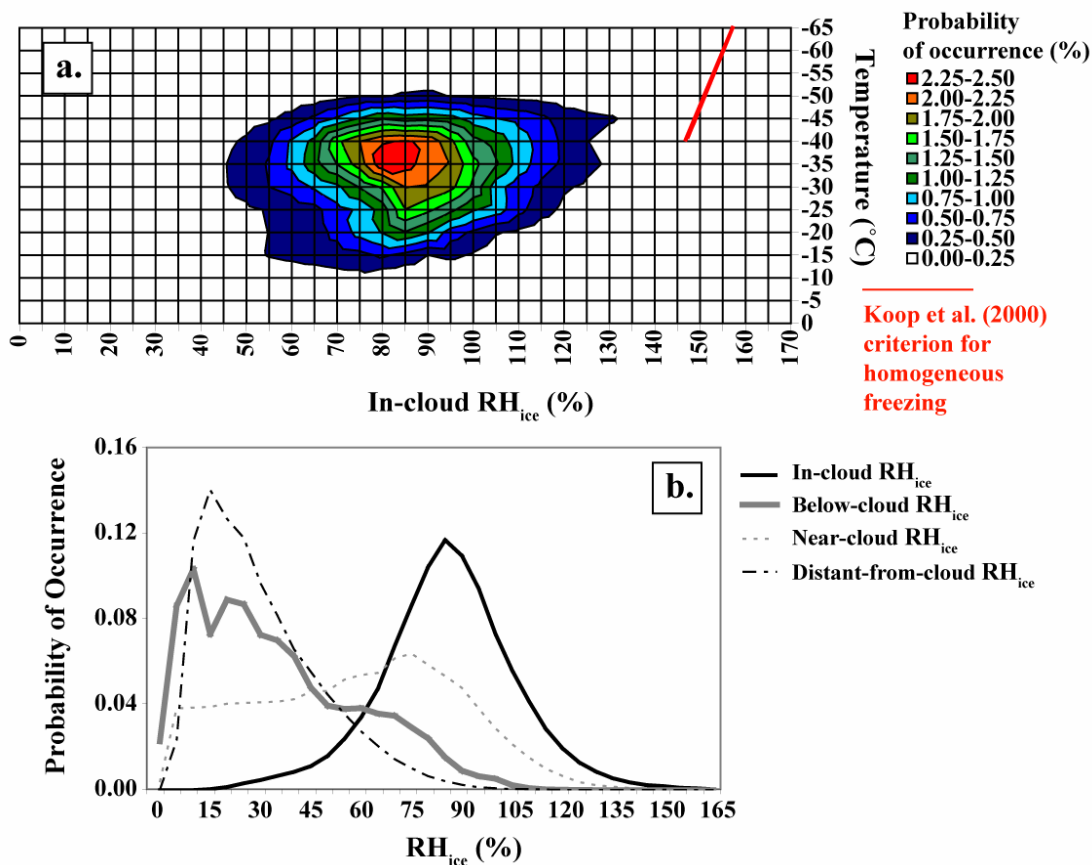 a.
-65
-60
-55
-50
-45
-40
-35
-30
-25
-20
-15
-10
-5
0
Temperature (°C)
0 10 20 30 40 50 60 70 80 90 100 110 120 130 140 150 160 170
In-cloud RHice (%)
Probability
of occurrence (%)
2.25-2.50
2.00-2.25
1.75-2.00
1.50-1.75
1.25-1.50
1.00-1.25
0.75-1.00
0.50-0.75
0.25-0.50
0.00-0.25
Koop et al. (2000)
criterion for
homogeneous
freezing
b.
0.16
0.12
0.08
0.04
0.00
Probability of Occurrence
0 15 30 45 60 75 90 105 120 135 150 165
RHice (%)
In-cloud RHice
Below-cloud RHice
Near-cloud RHice
Distant-from-cloud RHice